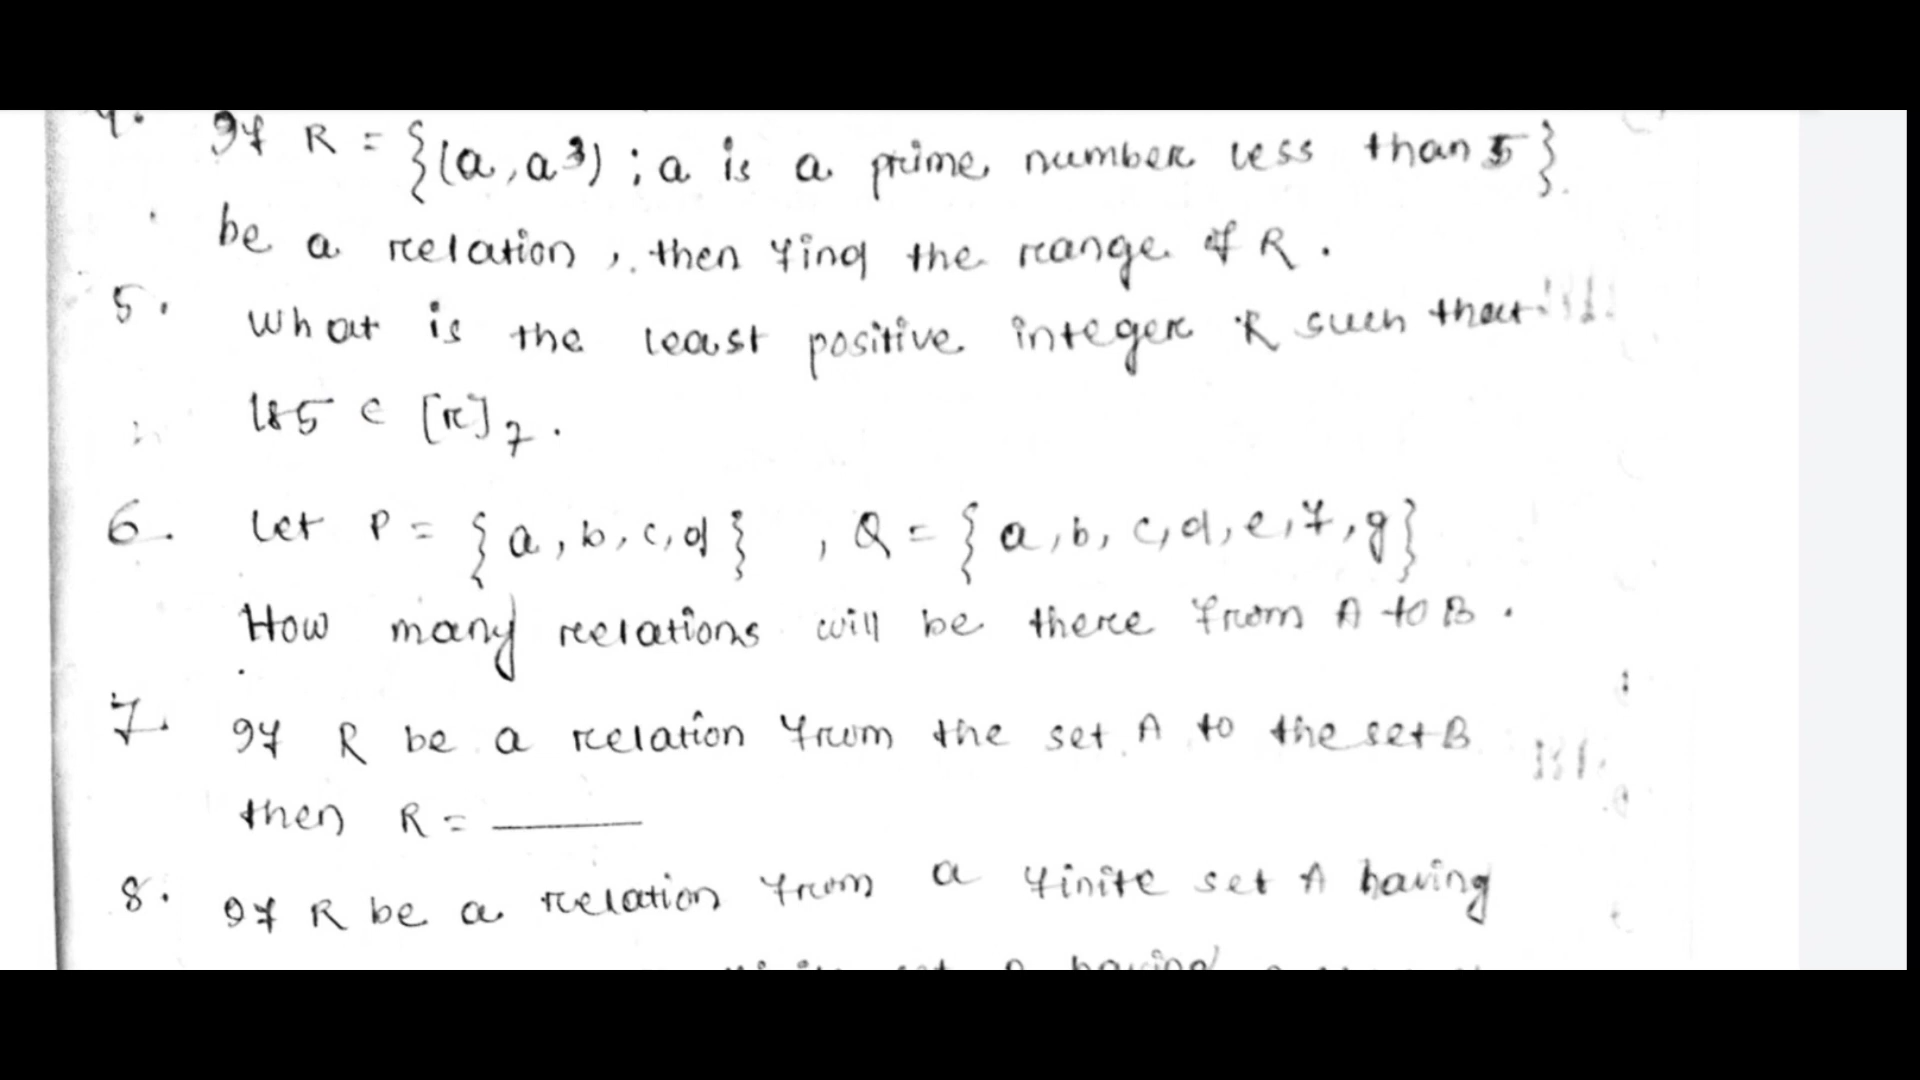 4. If R = {(a, a³) ; a is a prime number less than 5}
be a relation, then find the range of R.
5. What is the least positive integer R such that
185 ∈ [r]₇.
6. Let P = {a, b, c, d} , Q = {a, b, c, d, e, f, g}
How many relations will be there from A to B.
7. If R be a relation from the set A to the set B
then R = ______
8. If R be a relation from a finite set A having
having